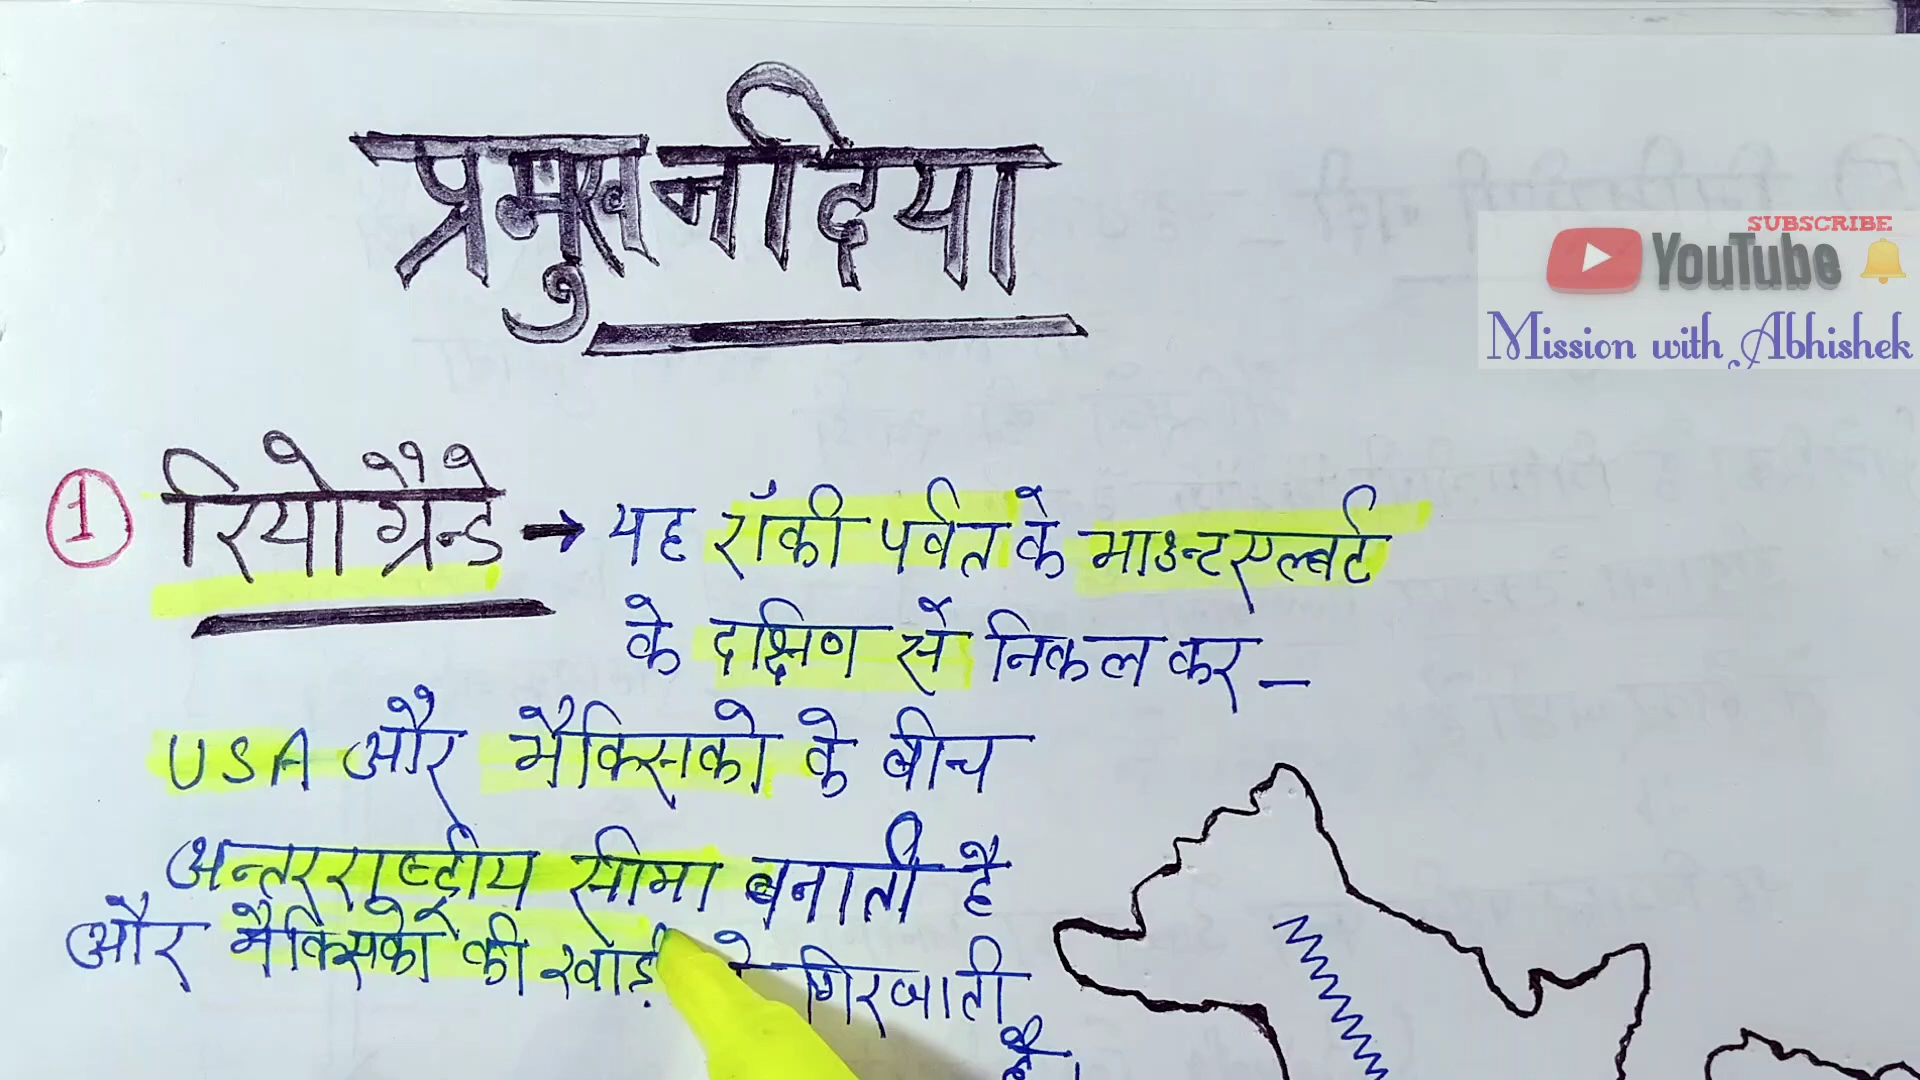 प्रमुख नदिया
SUBSCRIBE
YouTube
Mission with Abhishek
1 रियो ग्रैन्डे → यह रॉकी पर्वत के माउन्ट एल्बर्ट
के दक्षिण से निकल कर –
USA और मैक्सिको के बीच
अन्तरराष्ट्रीय सीमा बनाती है
और मैक्सिको की खाड़ गिरजाती
है।